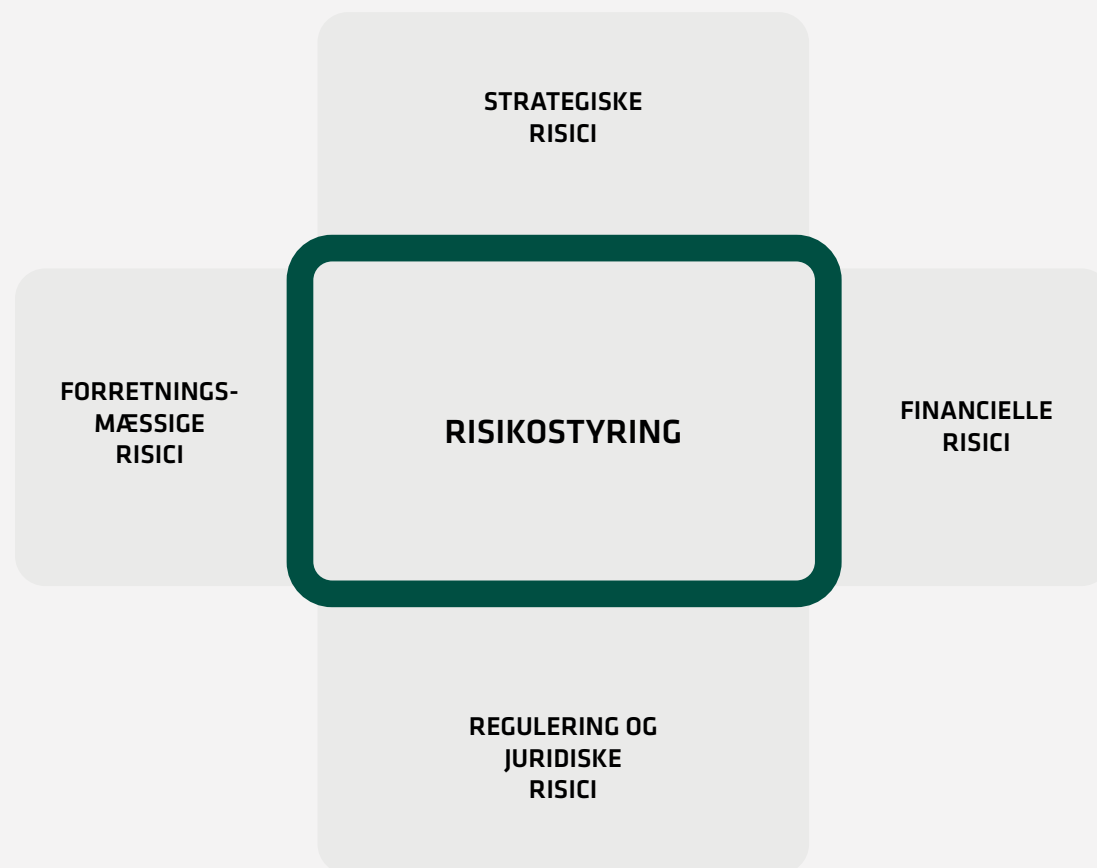 STRATEGISKE
RISICI
FORRETNINGS-
MÆSSIGE
RISICI
RISIKOSTYRING
FINANCIELLE
RISICI
REGULERING OG
JURIDISKE
RISICI